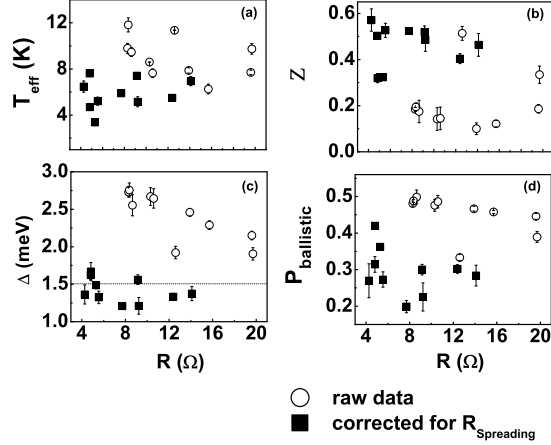 (a)
T_eff (K)
12
8
4
(b)
Z
0.6
0.4
0.2
0.0
(c)
Δ (meV)
3.0
2.5
2.0
1.5
1.0
4 8 12 16 20
R (Ω)
(d)
P_ballistic
0.5
0.4
0.3
0.2
4 8 12 16 20
R (Ω)
raw data
corrected for R_Spreading